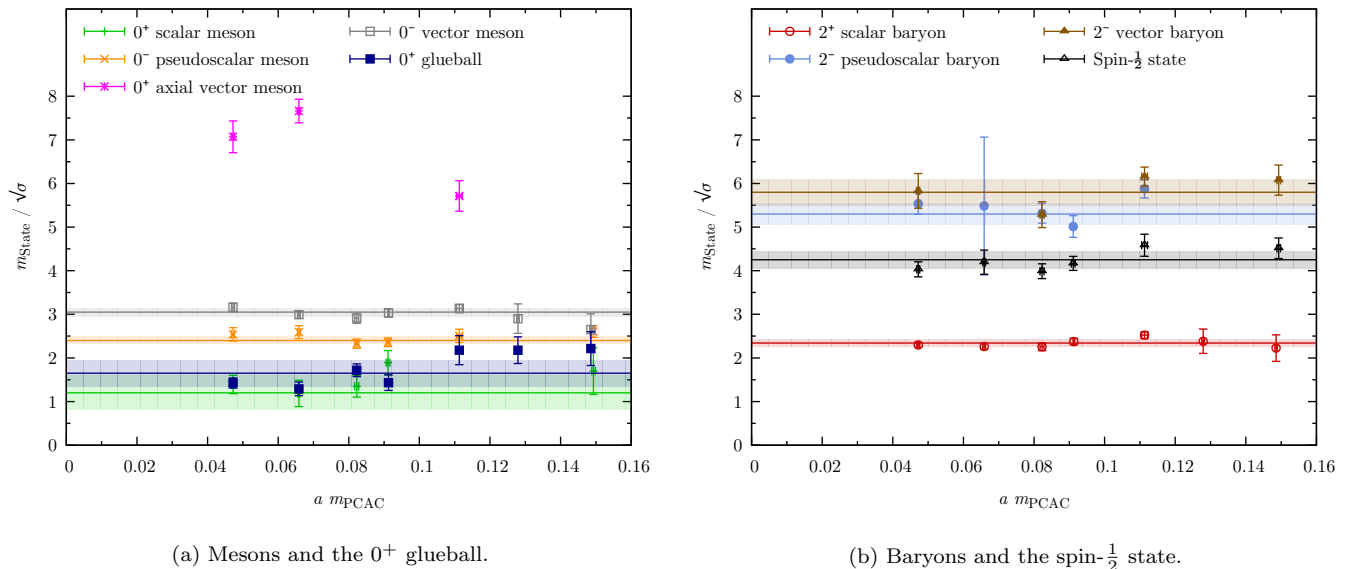 0⁺ scalar meson
0⁻ pseudoscalar meson
0⁺ axial vector meson
0⁻ vector meson
0⁺ glueball
m_State / √σ
8
7
6
5
4
3
2
1
0
0 0.02 0.04 0.06 0.08 0.1 0.12 0.14 0.16
a m_PCAC
(a) Mesons and the 0⁺ glueball.
2⁺ scalar baryon
2⁻ pseudoscalar baryon
2⁻ vector baryon
Spin-½ state
m_State / √σ
8
7
6
5
4
3
2
1
0
0 0.02 0.04 0.06 0.08 0.1 0.12 0.14 0.16
a m_PCAC
(b) Baryons and the spin-½ state.